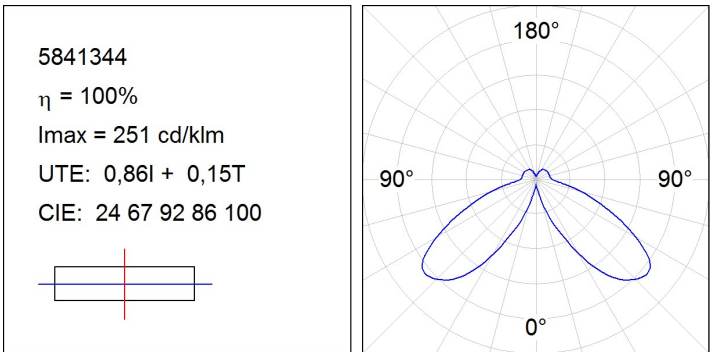 5841344
η = 100%
Imax = 251 cd/klm
UTE: 0,86I + 0,15T
CIE: 24 67 92 86 100
180°
90° 90°
0°